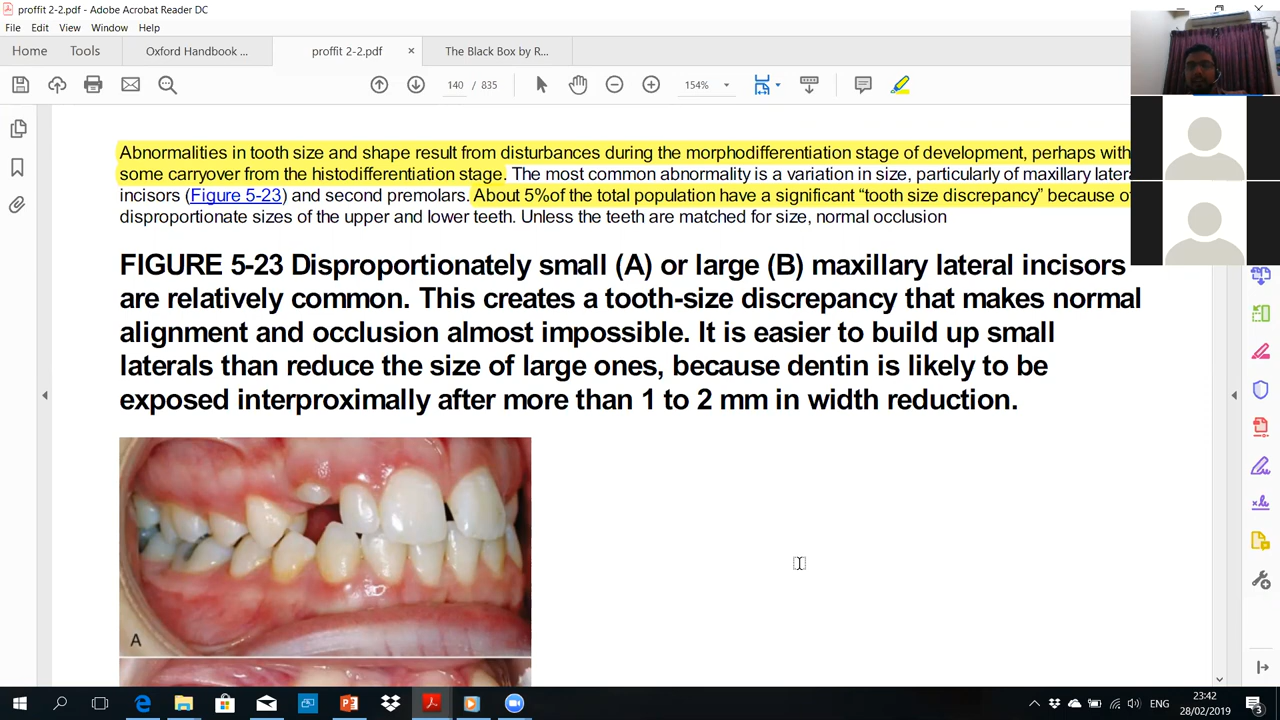 proffit 2-2.pdf - Adobe Acrobat Reader DC
File Edit View Window Help
Home Tools Oxford Handbook ... proffit 2-2.pdf × The Black Box by R...
140 / 835 154%
Abnormalities in tooth size and shape result from disturbances during the morphodifferentiation stage of development, perhaps with
some carryover from the histodifferentiation stage. The most common abnormality is a variation in size, particularly of maxillary latera
incisors (Figure 5-23) and second premolars. About 5%of the total population have a significant “tooth size discrepancy” because of
disproportionate sizes of the upper and lower teeth. Unless the teeth are matched for size, normal occlusion
FIGURE 5-23 Disproportionately small (A) or large (B) maxillary lateral incisors
are relatively common. This creates a tooth-size discrepancy that makes normal
alignment and occlusion almost impossible. It is easier to build up small
laterals than reduce the size of large ones, because dentin is likely to be
exposed interproximally after more than 1 to 2 mm in width reduction.
A
ENG
23:42
28/02/2019
3